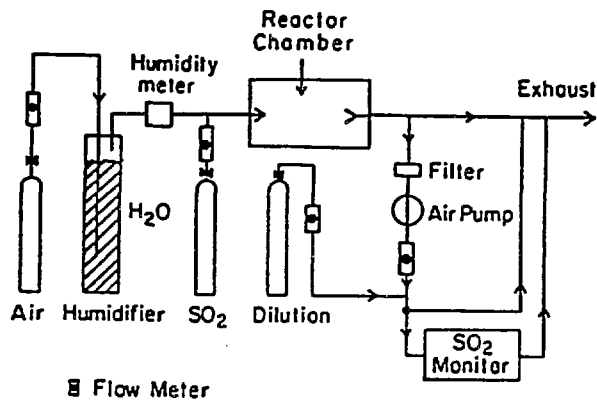 Reactor
Chamber
Humidity
meter
Exhaust
Filter
Air Pump
H₂O
Air
Humidifier
SO₂
Dilution
SO₂
Monitor
Flow Meter